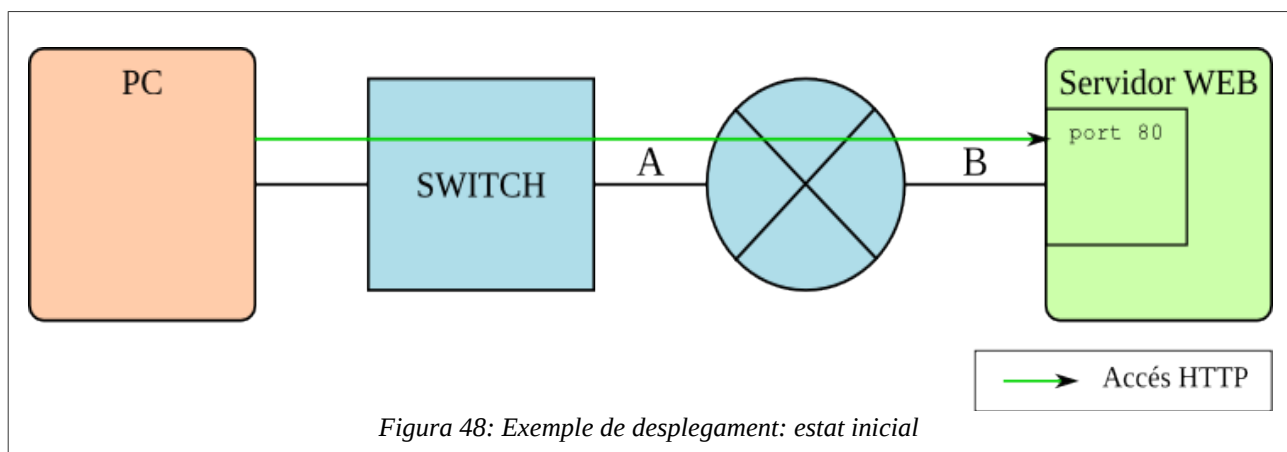 PC
SWITCH
A
B
Servidor WEB
port 80
Accés HTTP
Figura 48: Exemple de desplegament: estat inicial